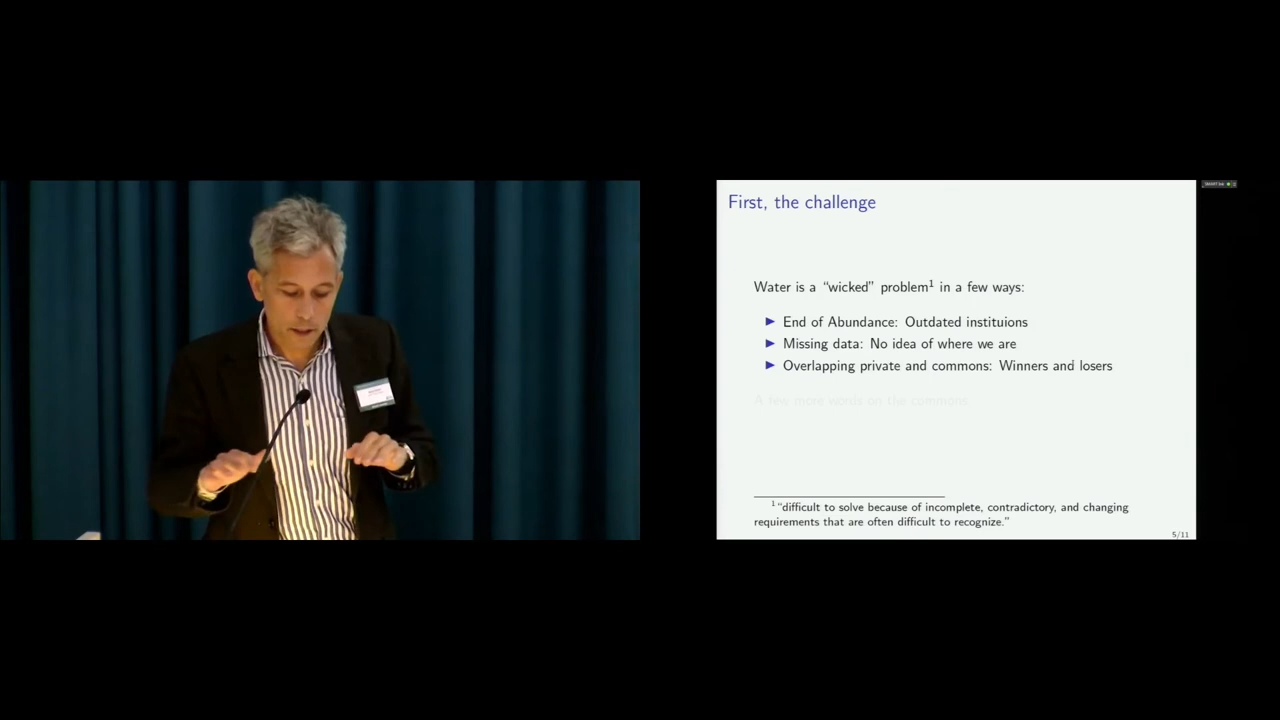 First, the challenge
Water is a “wicked” problem1 in a few ways:
▶ End of Abundance: Outdated instituions
▶ Missing data: No idea of where we are
▶ Overlapping private and commons: Winners and losers
A few more words on the commons
1 “difficult to solve because of incomplete, contradictory, and changing
requirements that are often difficult to recognize.”
5/11